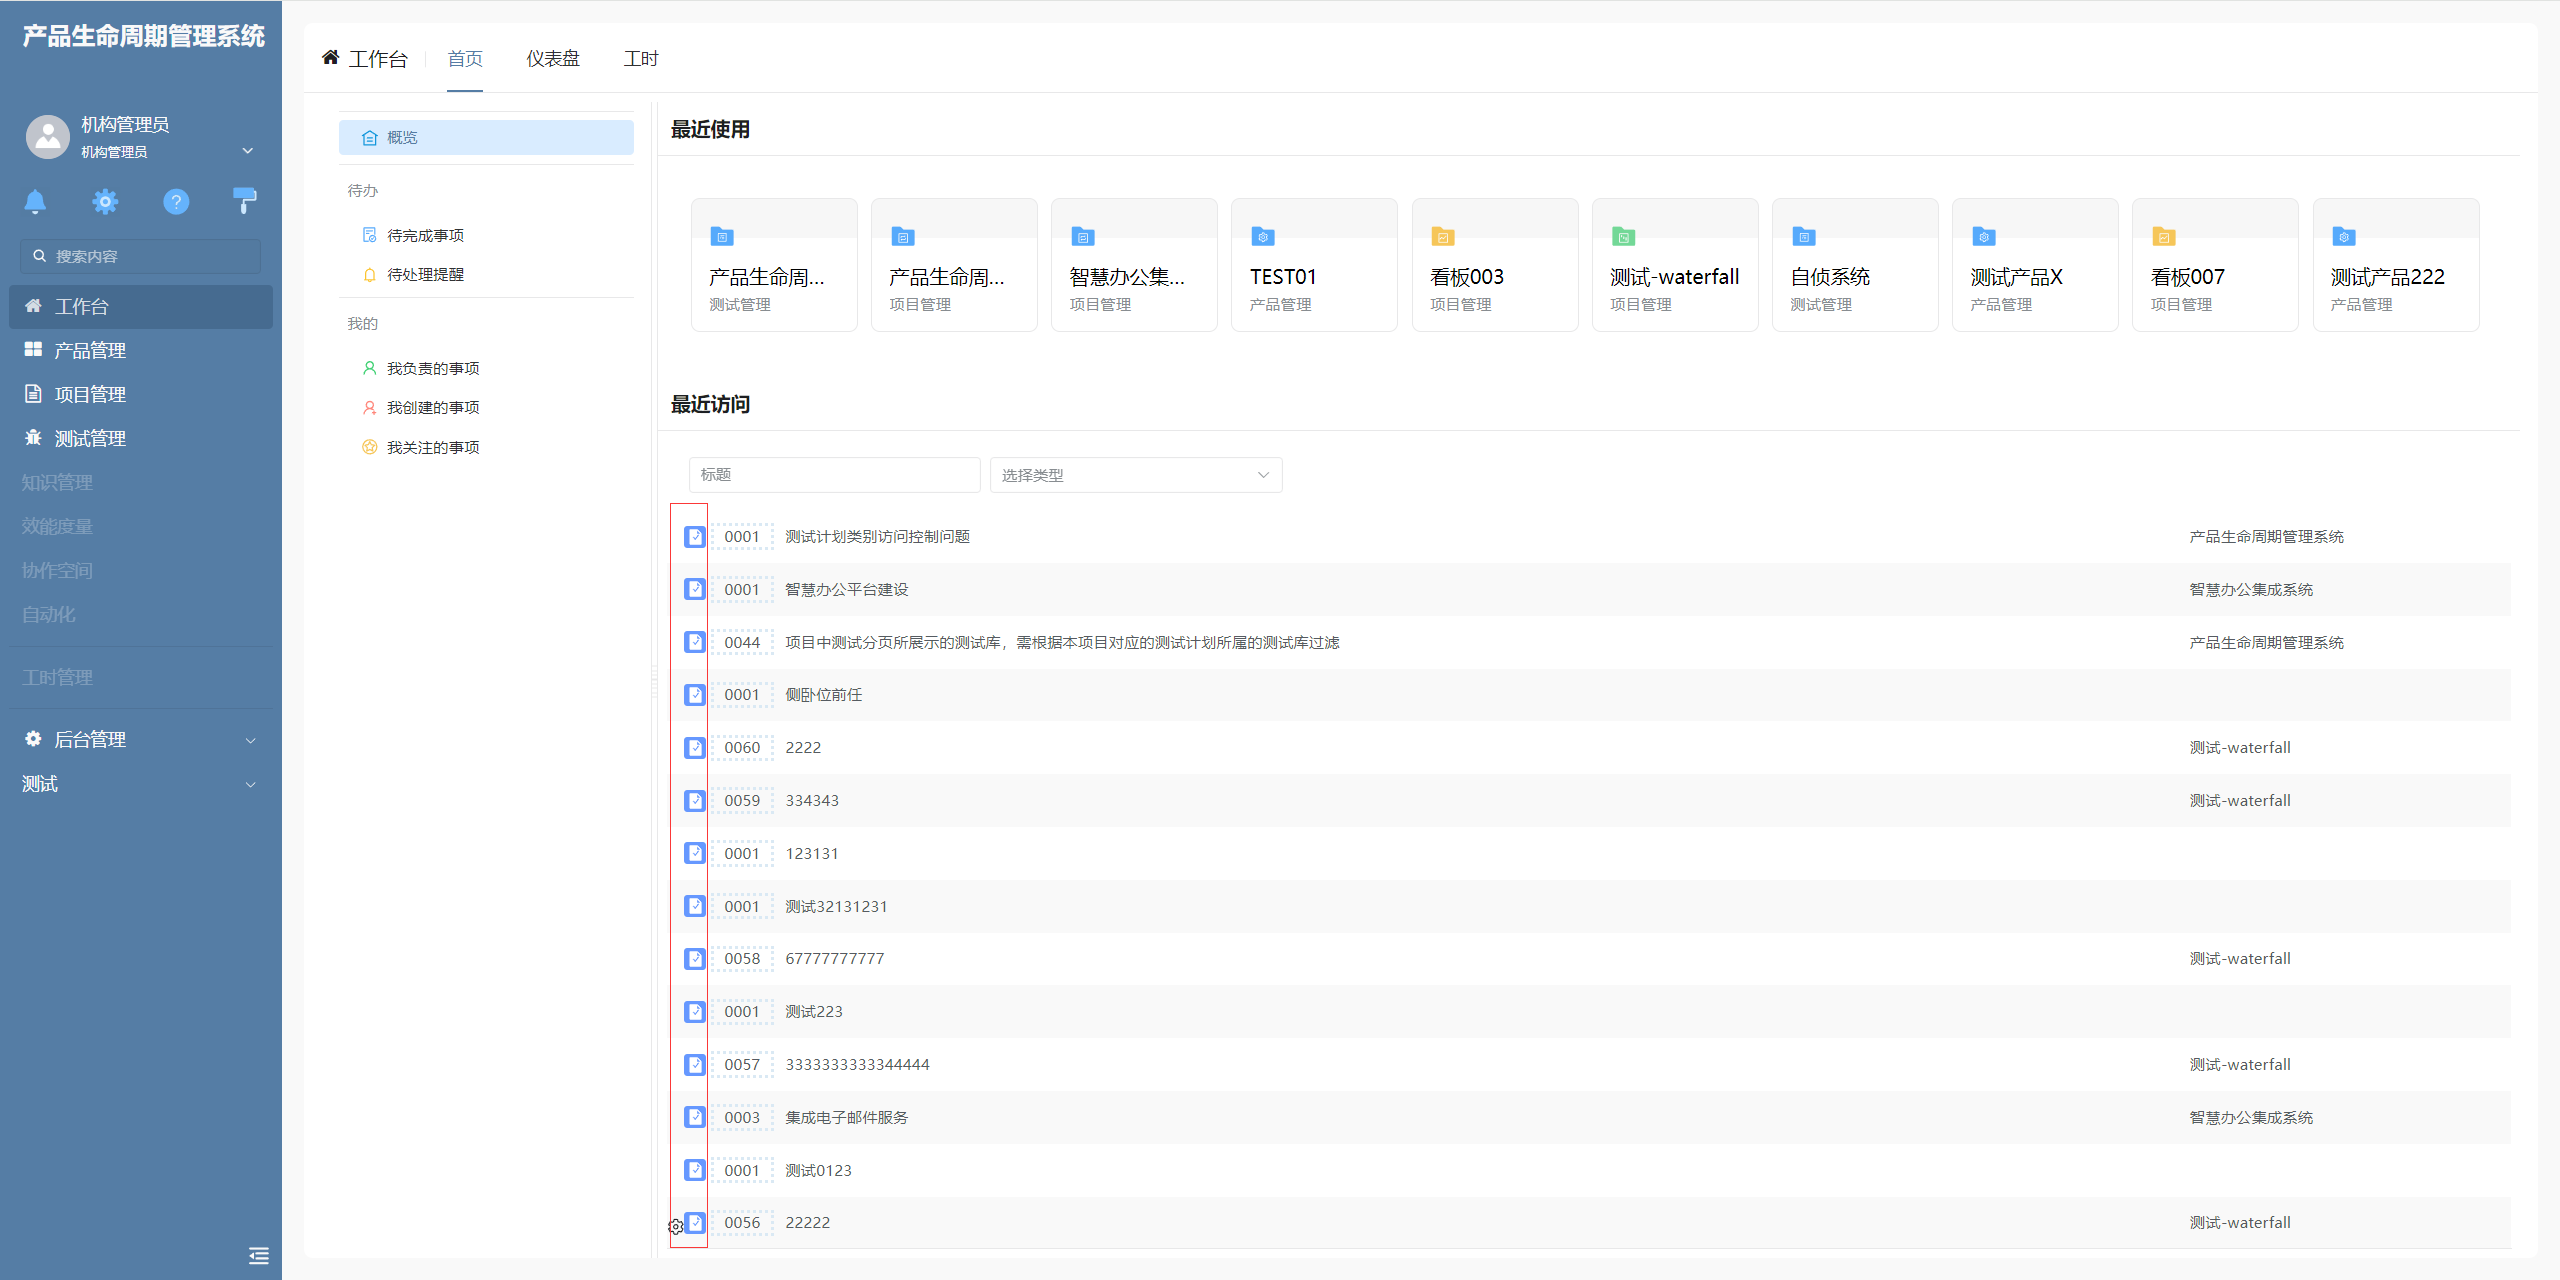 产品生命周期管理系统
机构管理员
机构管理员
搜索内容
工作台
产品管理
项目管理
测试管理
知识管理
效能度量
协作空间
自动化
工时管理
后台管理
测试
工作台
首页
仪表盘
工时
概览
待办
待完成事项
待处理提醒
我的
我负责的事项
我创建的事项
我关注的事项
最近使用
产品生命周...
测试管理
产品生命周...
项目管理
智慧办公集...
项目管理
TEST01
产品管理
看板003
项目管理
测试-waterfall
项目管理
自侦系统
测试管理
测试产品X
产品管理
看板007
项目管理
测试产品222
产品管理
最近访问
标题
选择类型
0001 测试计划类别访问控制问题 产品生命周期管理系统
0001 智慧办公平台建设 智慧办公集成系统
0044 项目中测试分页所展示的测试库，需根据本项目对应的测试计划所属的测试库过滤 产品生命周期管理系统
0001 侧卧位前任
0060 2222 测试-waterfall
0059 334343 测试-waterfall
0001 123131
0001 测试32131231
0058 67777777777 测试-waterfall
0001 测试223
0057 3333333333344444 测试-waterfall
0003 集成电子邮件服务 智慧办公集成系统
0001 测试0123
0056 22222 测试-waterfall